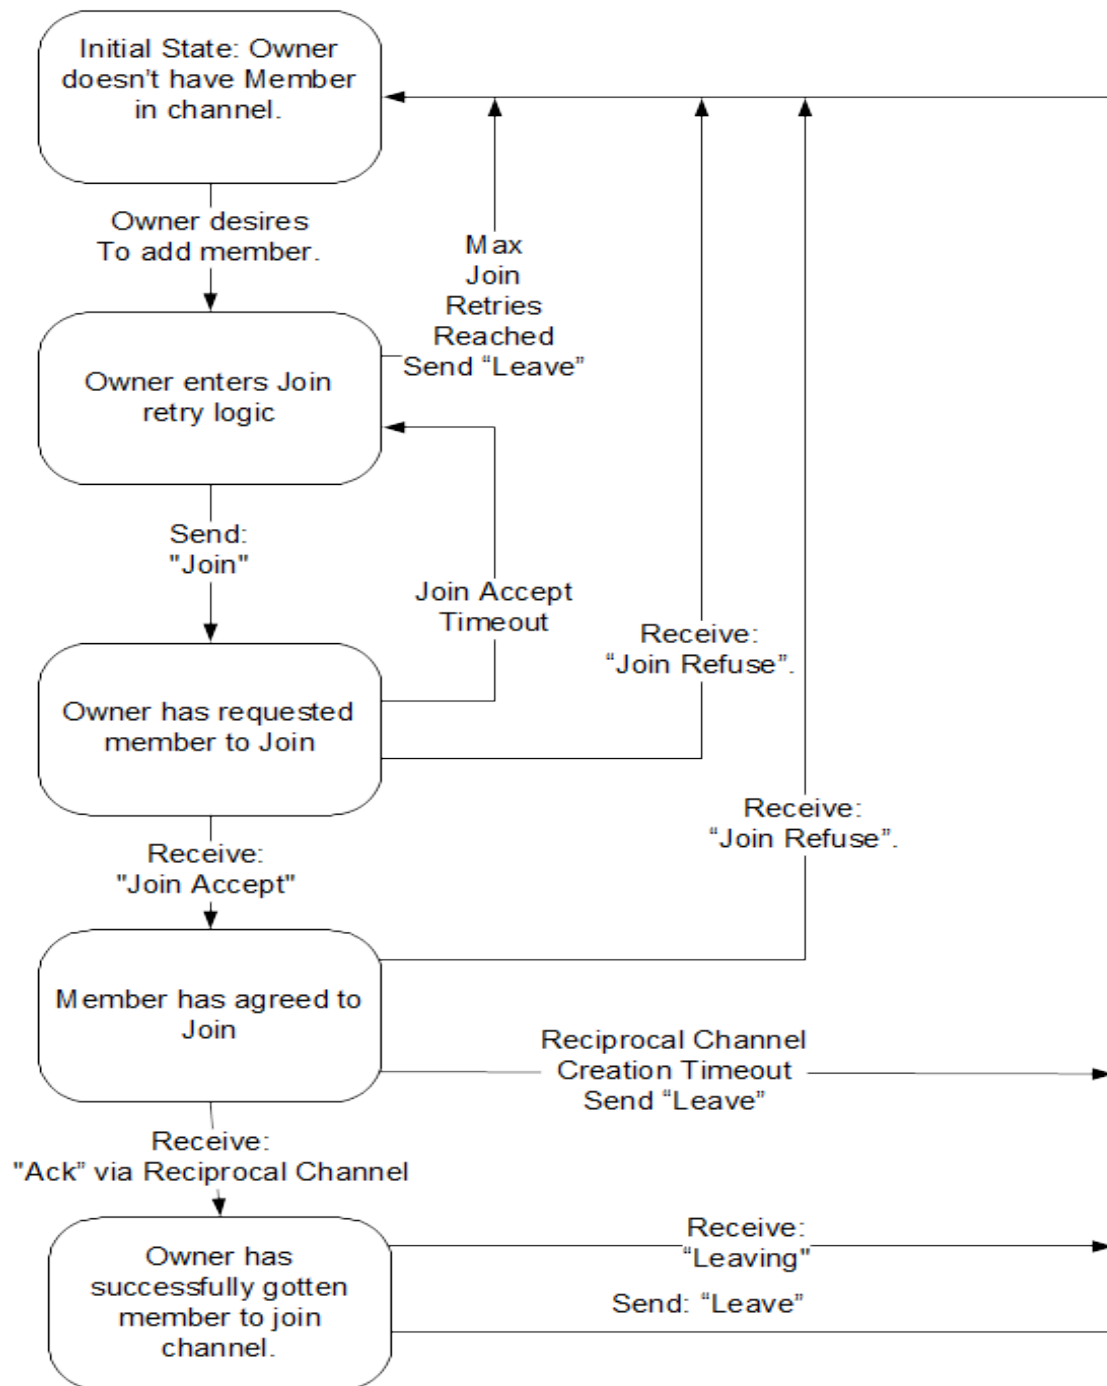 Initial State: Owner
doesn't have Member
in channel.
Owner desires
To add member.
Max
Join
Retries
Reached
Send “Leave”
Owner enters Join
retry logic
Send:
"Join"
Join Accept
Timeout
Receive:
“Join Refuse”.
Owner has requested
member to Join
Receive:
“Join Refuse”.
Receive:
"Join Accept"
Member has agreed to
Join
Reciprocal Channel
Creation Timeout
Send “Leave”
Receive:
"Ack” via Reciprocal Channel
Receive:
“Leaving"
Send: “Leave”
Owner has
successfully gotten
member to join
channel.